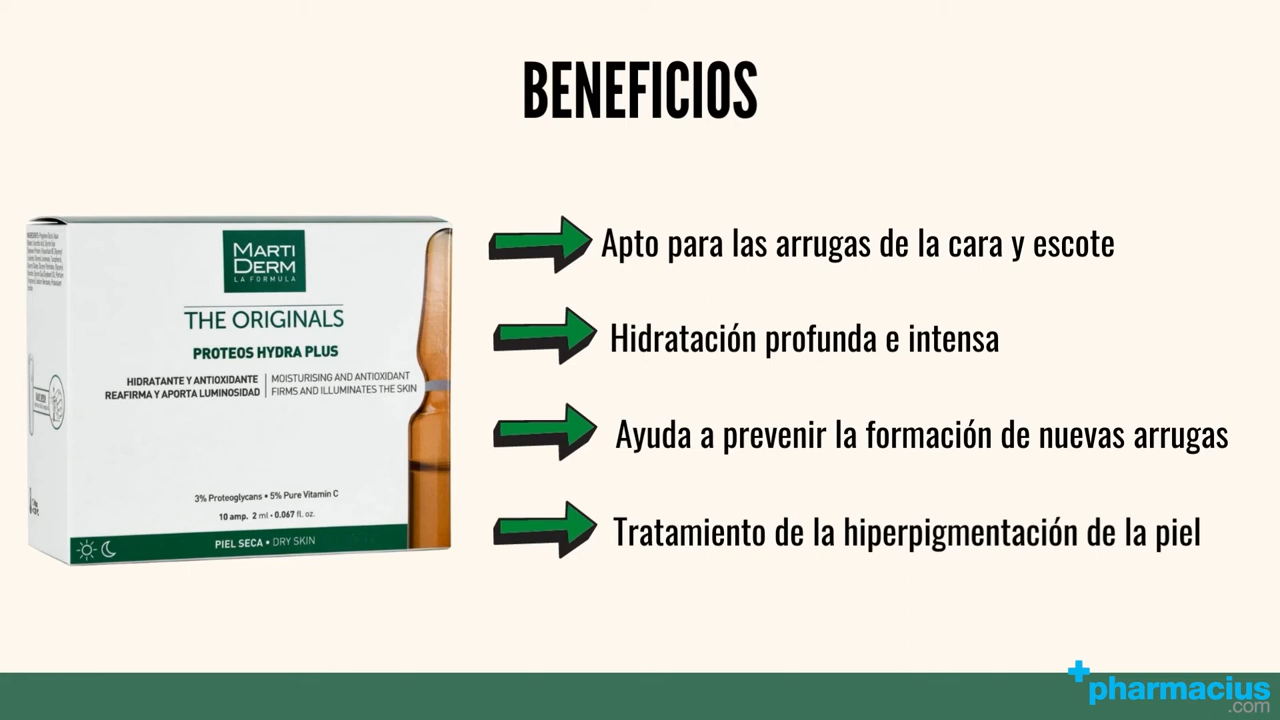 BENEFICIOS
MARTI
DERM
LA FORMULA
THE ORIGINALS
PROTEOS HYDRA PLUS
HIDRATANTE Y ANTIOXIDANTE
REAFIRMA Y APORTA LUMINOSIDAD
MOISTURISING AND ANTIOXIDANT
FIRMS AND ILLUMINATES THE SKIN
3% Proteoglycans • 5% Pure Vitamin C
10 amp. 2 ml • 0.067 fl. oz.
PIEL SECA • DRY SKIN
Apto para las arrugas de la cara y escote
Hidratación profunda e intensa
Ayuda a prevenir la formación de nuevas arrugas
Tratamiento de la hiperpigmentación de la piel
pharmacius
.com